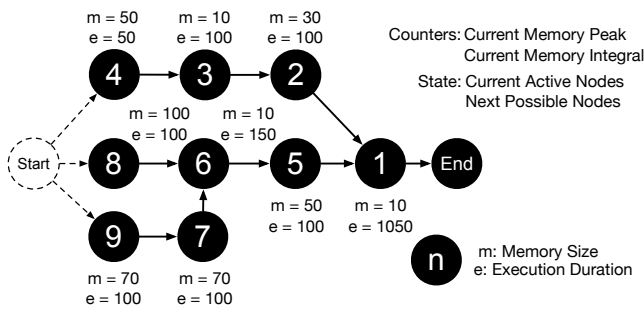 m = 50
e = 50
m = 10
e = 100
m = 30
e = 100
Counters: Current Memory Peak
Current Memory Integral
State: Current Active Nodes
Next Possible Nodes
4
3
2
m = 100
e = 100
m = 10
e = 150
Start
8
6
5
1
End
m = 50
e = 100
m = 10
e = 1050
9
7
m = 70
e = 100
m = 70
e = 100
n
m: Memory Size
e: Execution Duration